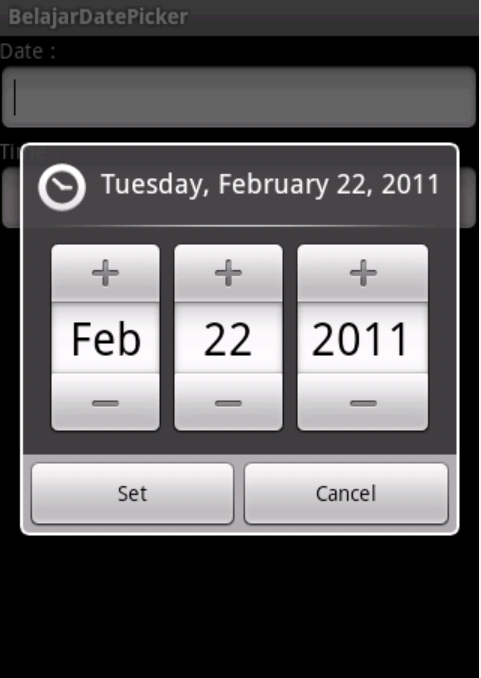 BelajarDatePicker
Date :
Tuesday, February 22, 2011
+ + +
Feb 22 2011
- - -
Set Cancel